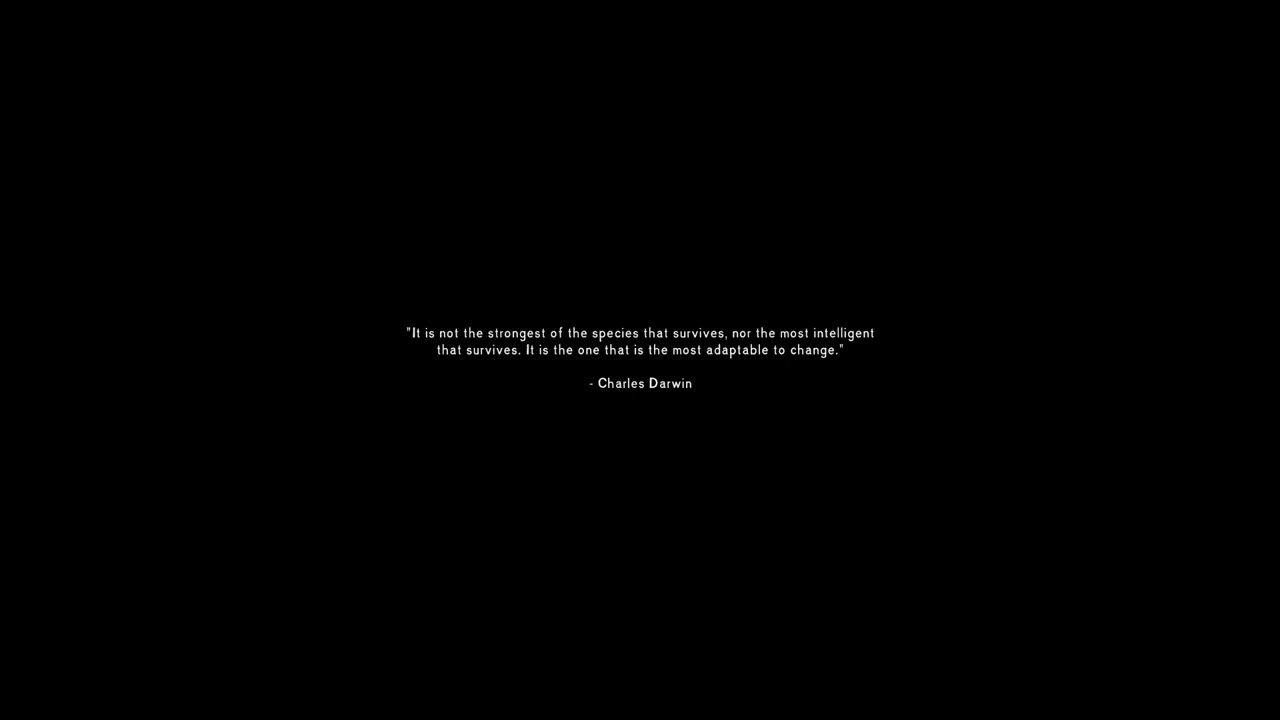 "It is not the strongest of the species that survives, nor the most intelligent
that survives. It is the one that is the most adaptable to change."
- Charles Darwin